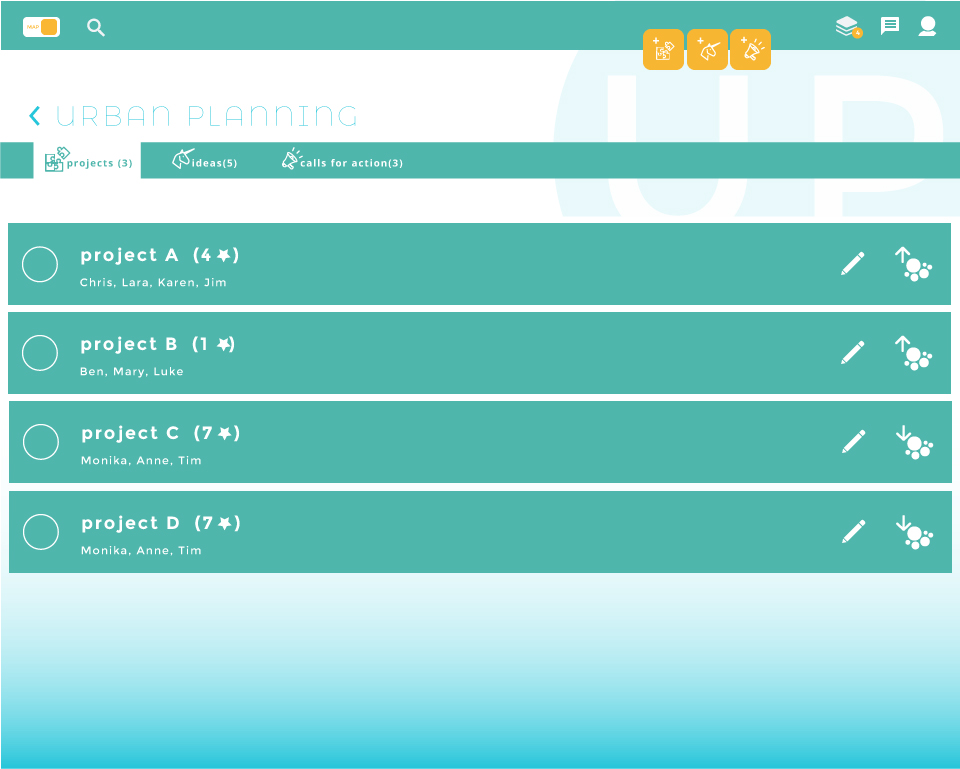 MAP
4
URBAN PLANNING
projects (3)
ideas(5)
calls for action(3)
UP
project A (4 ★)
Chris, Lara, Karen, Jim
project B (1 ★)
Ben, Mary, Luke
project C (7 ★)
Monika, Anne, Tim
project D (7 ★)
Monika, Anne, Tim